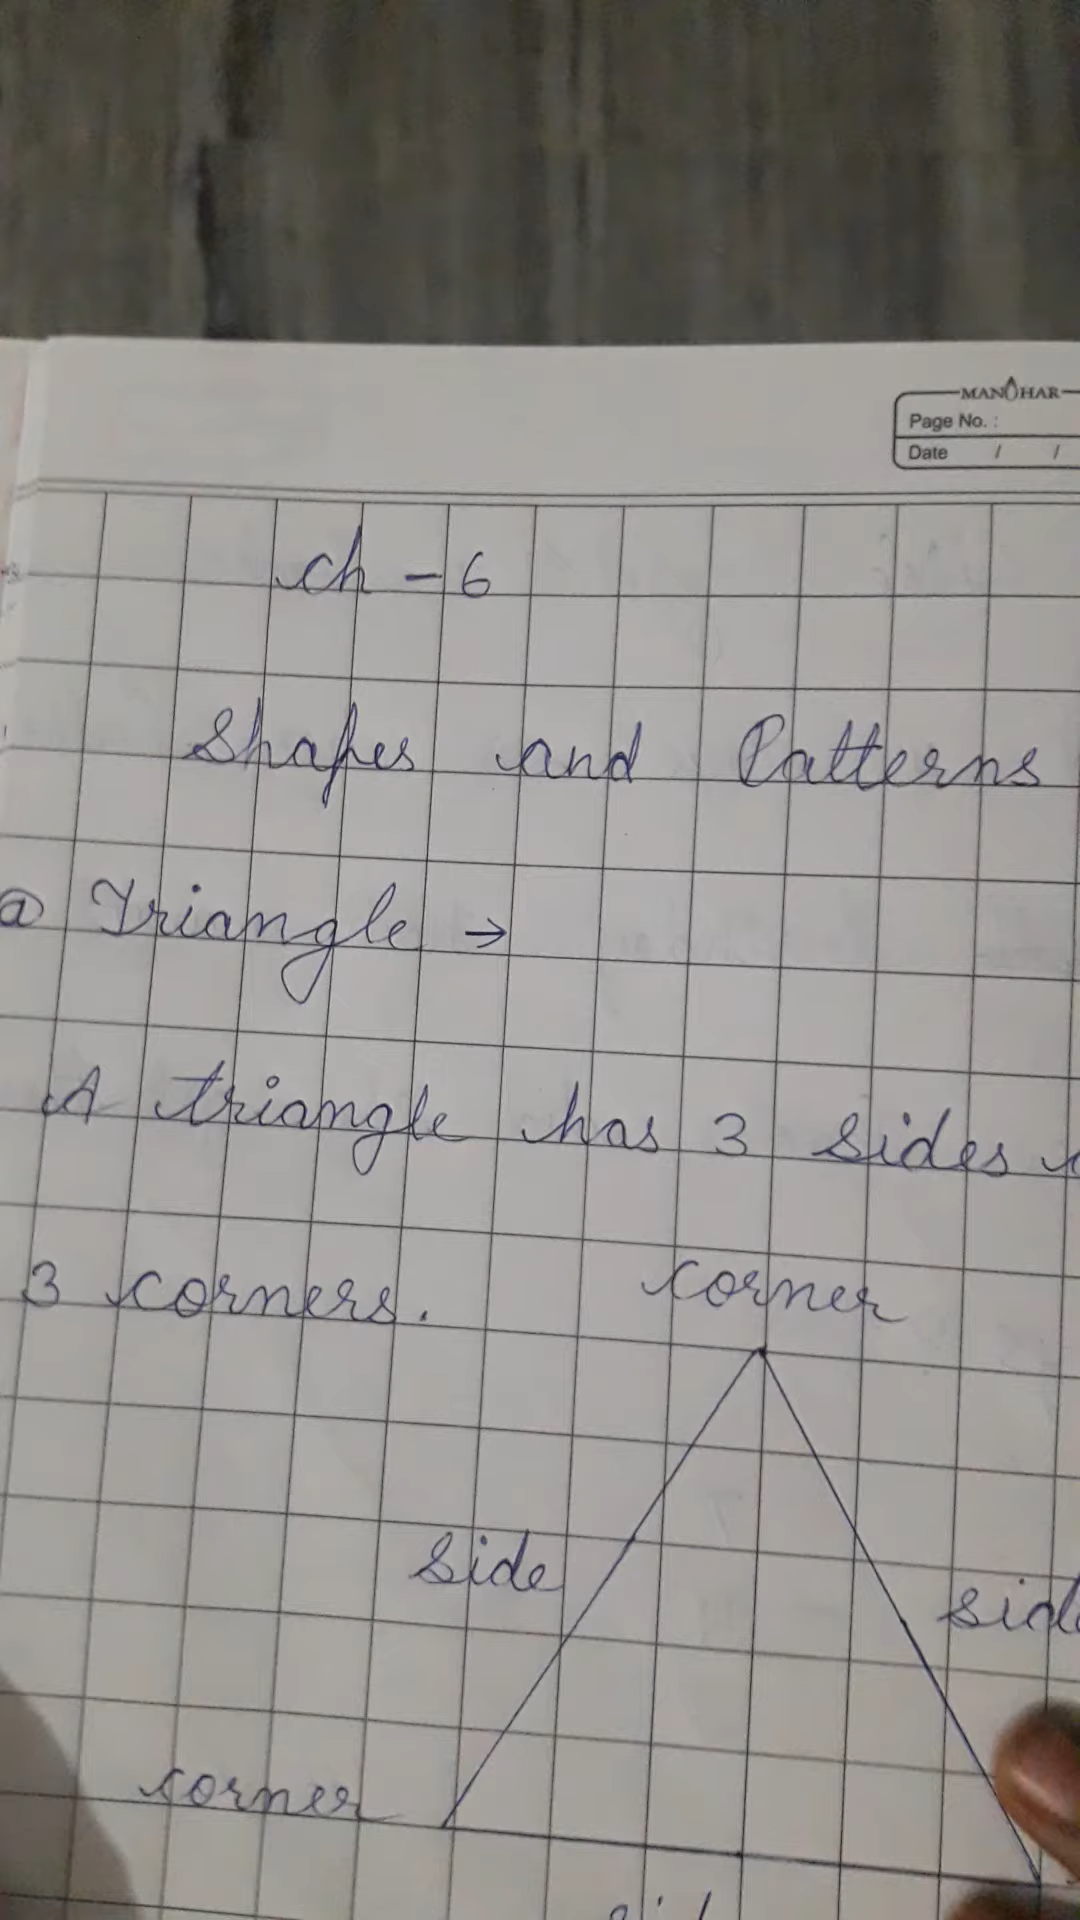 MANOHAR
Page No. :
Date / /
ch - 6
Shapes and Patterns
a Triangle →
A triangle has 3 sides
3 corners.
corner
side
corner